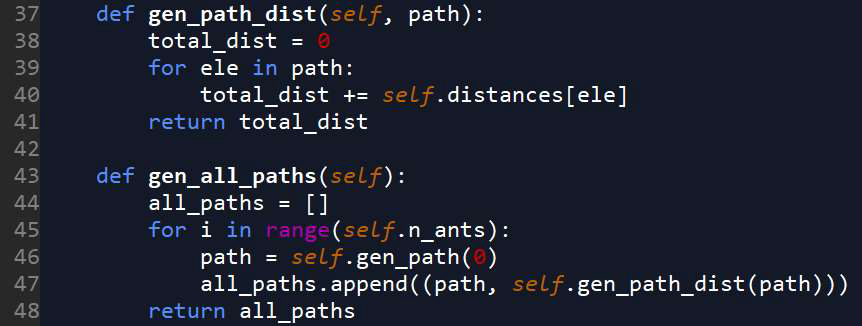 37     def gen_path_dist(self, path):
38         total_dist = 0
39         for ele in path:
40             total_dist += self.distances[ele]
41         return total_dist
42
43     def gen_all_paths(self):
44         all_paths = []
45         for i in range(self.n_ants):
46             path = self.gen_path(0)
47             all_paths.append((path, self.gen_path_dist(path)))
48         return all_paths